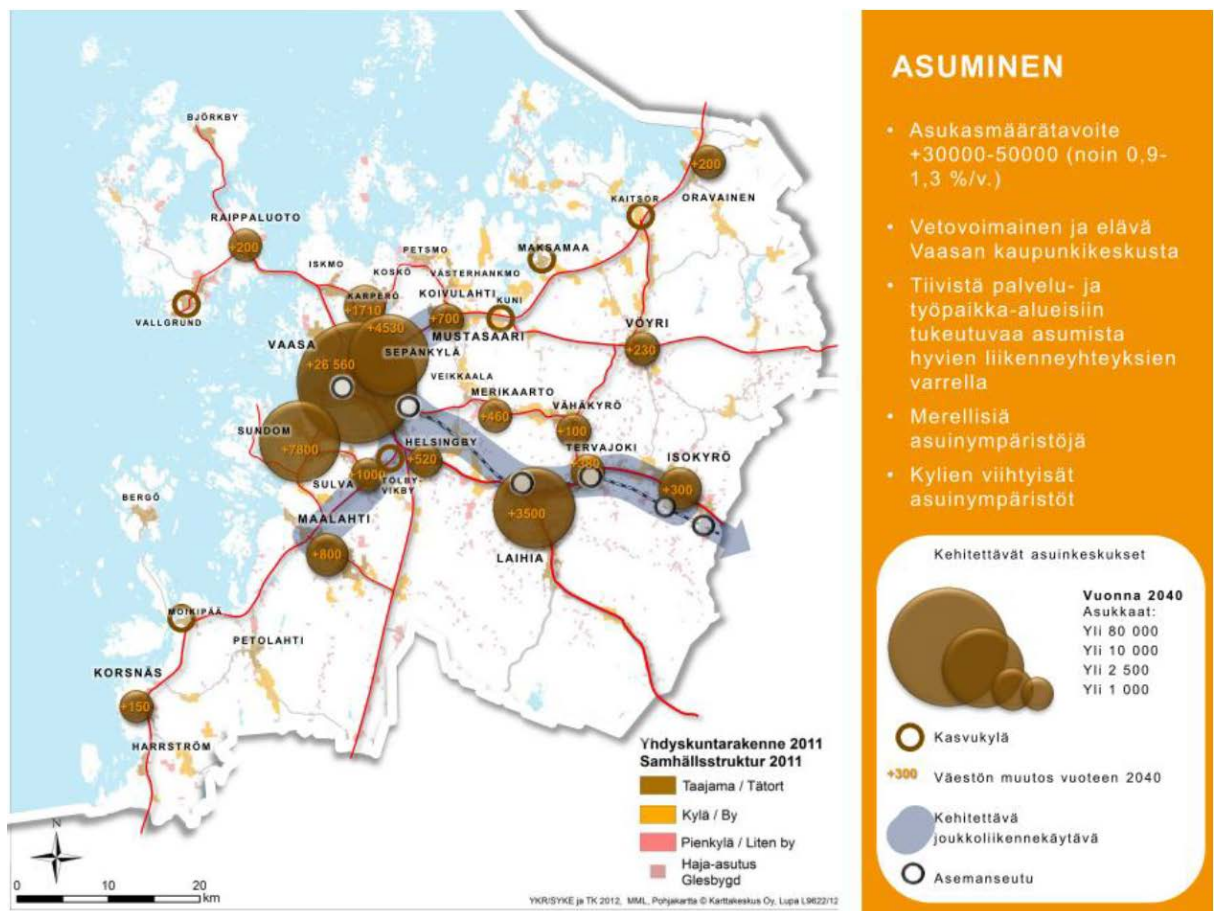 BJÖRKBY
RAIPPALUOTO
+200
VALLGRUND
ISKMO
KOSKÖ
PETSMO
VÄSTERHANKMO
KARPERÖ
+1710
KOIVULAHTI
+700
MUSTASAARI
+4530
SEPÄNKYLÄ
VAASA
+26 560
MAKSAMAA
KUNI
KAITSOR
+200
ORAVAINEN
VÖYRI
+230
VEIKKAALA
MERIKAARTO
+460
VÄHÄKYRÖ
+100
TERVAJOKI
+380
ISOKYRÖ
+300
SUNDOM
+7800
HELSINGBY
+520
SULVA
+1000
TÖLBY-
VIKBY
LAIHIA
+3500
BERGÖ
MAALAHTI
+800
MOIKIPÄÄ
PETOLAHTI
KORSNÄS
+150
HARRSTRÖM
N
0 10 20
km
Yhdyskuntarakenne 2011
Samhällsstruktur 2011
Taajama / Tätort
Kylä / By
Pienkylä / Liten by
Haja-asutus
Glesbygd
YKR/SYKE ja TK 2012, MML, Pohjakartta © Karttakeskus Oy, Lupa L9622/12
ASUMINEN
• Asukasmäärätavoite
+30000-50000 (noin 0,9-
1,3 %/v.)
• Vetovoimainen ja elävä
Vaasan kaupunkikeskusta
• Tiivistä palvelu- ja
työpaikka-alueisiin
tukeutuvaa asumista
hyvien liikenneyhteyksien
varrella
• Merellisiä
asuinympäristöjä
• Kylien viihtyisät
asuinympäristöt
Kehitettävät asuinkeskukset
Vuonna 2040
Asukkaat:
Yli 80 000
Yli 10 000
Yli 2 500
Yli 1 000
Kasvukylä
+300 Väestön muutos vuoteen 2040
Kehitettävä
joukkoliikennekäytävä
Asemanseutu